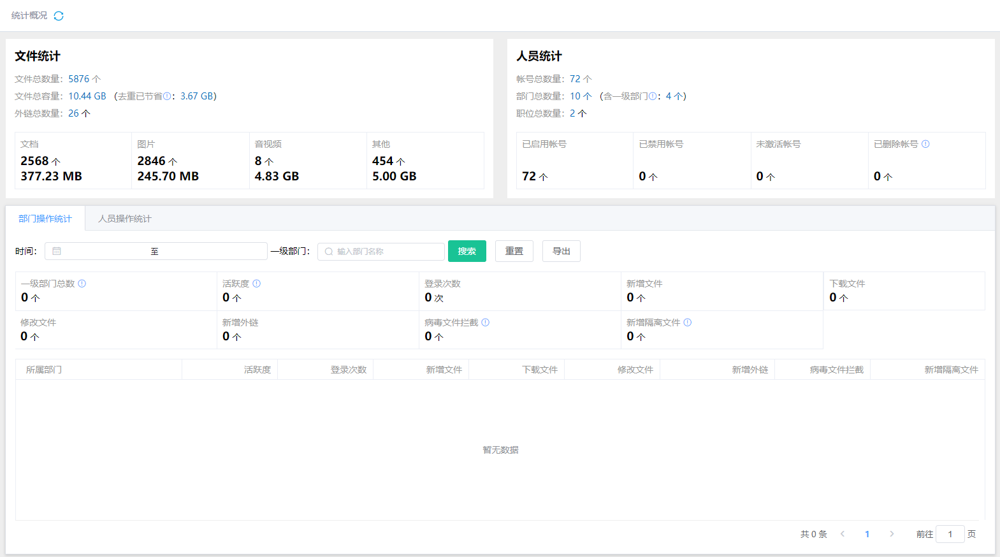 统计概况
文件统计
文件总数量：5876 个
文件总容量：10.44 GB （去重已节省：3.67 GB）
外链总数量：26 个
文档 图片 音视频 其他
2568 个 2846 个 8 个 454 个
377.23 MB 245.70 MB 4.83 GB 5.00 GB
人员统计
帐号总数量：72 个
部门总数量：10 个 （含一级部门：4 个）
职位总数量：2 个
已启用帐号 已禁用帐号 未激活帐号 已删除帐号
72 个 0 个 0 个 0 个
部门操作统计 人员操作统计
时间： 至 一级部门： 输入部门名称 搜索 重置 导出
一级部门总数 活跃度 登录次数 新增文件 下载文件
0 个 0 个 0 次 0 个 0 个
修改文件 新增外链 病毒文件拦截 新增隔离文件
0 个 0 个 0 个 0 个
所属部门 活跃度 登录次数 新增文件 下载文件 修改文件 新增外链 病毒文件拦截 新增隔离文件
暂无数据
共 0 条 1 前往 1 页